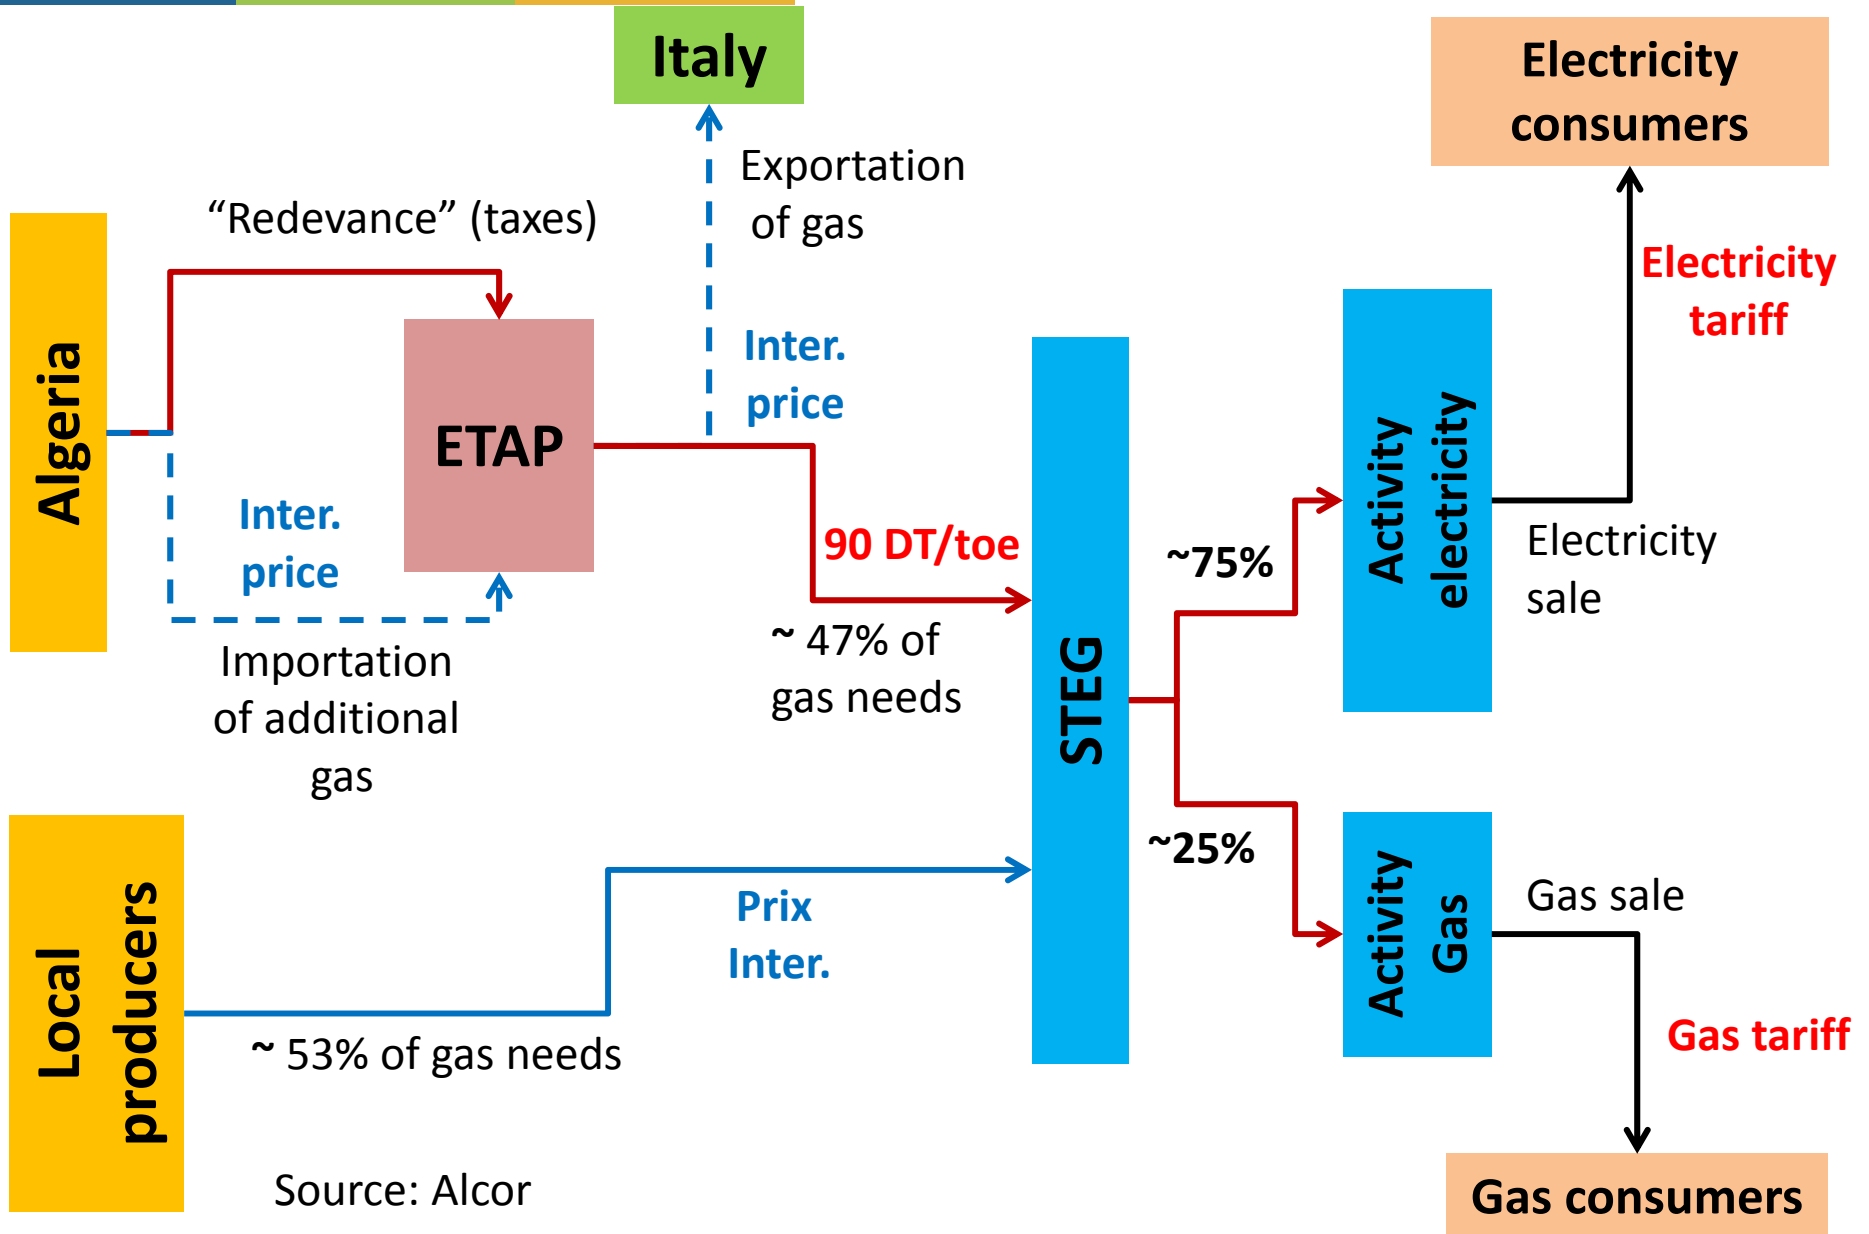 Italy
Electricity
consumers
Exportation
of gas
“Redevance” (taxes)
Electricity
tariff
Algeria
Inter.
price
ETAP
Inter.
price
90 DT/toe
~75%
Activity
electricity
Electricity
sale
~ 47% of
gas needs
Importation
of additional
gas
STEG
~25%
Local
producers
Prix
Inter.
Activity
Gas
Gas sale
~ 53% of gas needs
Gas tariff
Source: Alcor
Gas consumers